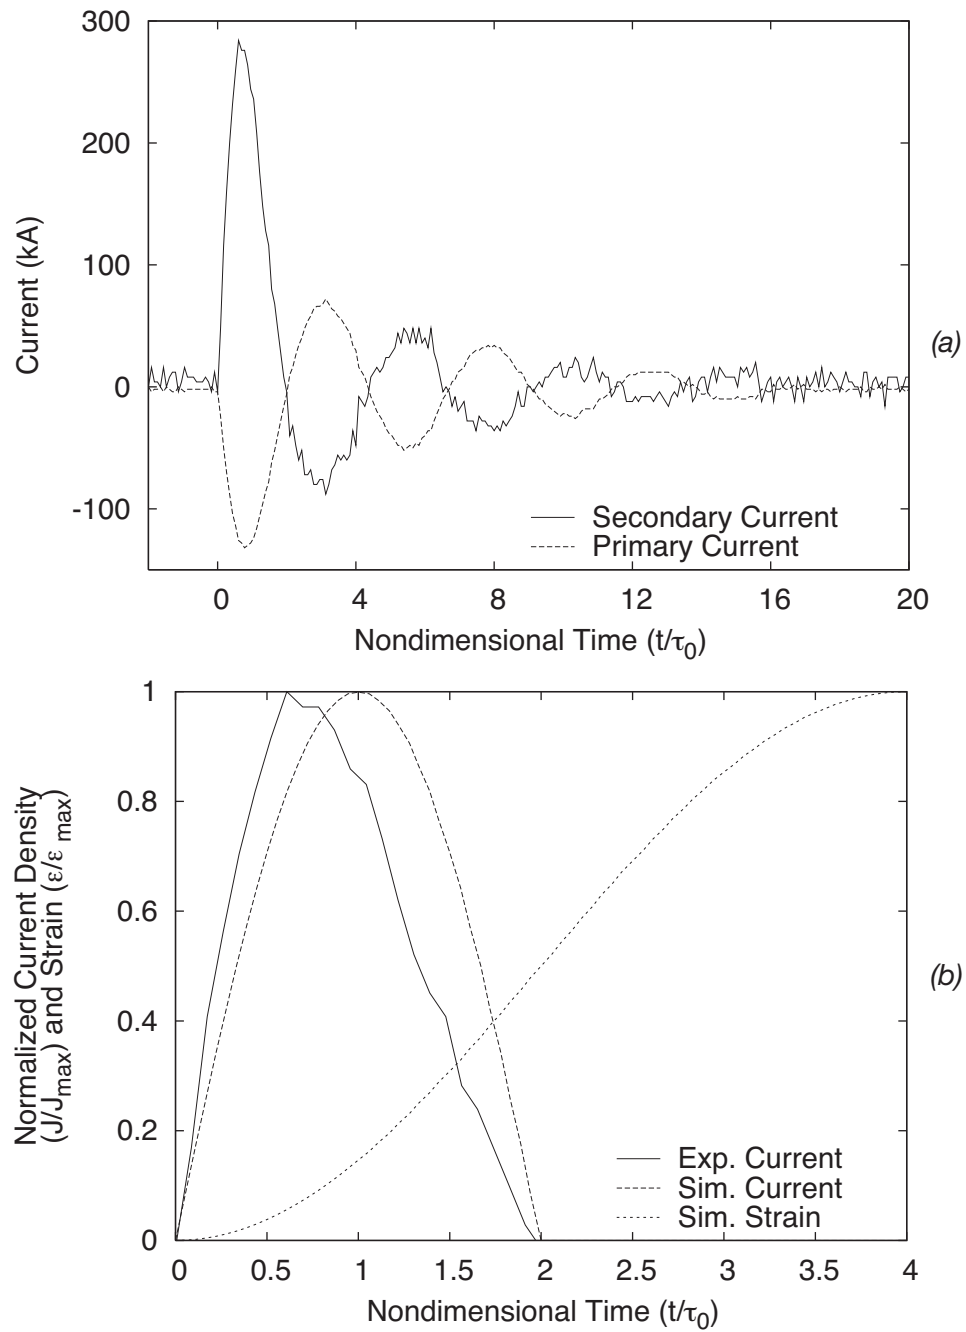 300
200
100
0
-100
Current (kA)
Secondary Current
Primary Current
(a)
0 4 8 12 16 20
Nondimensional Time (t/τ0)
1
0.8
0.6
0.4
0.2
0
Normalized Current Density
(J/Jmax) and Strain (ε/ε max)
Exp. Current
Sim. Current
Sim. Strain
(b)
0 0.5 1 1.5 2 2.5 3 3.5 4
Nondimensional Time (t/τ0)